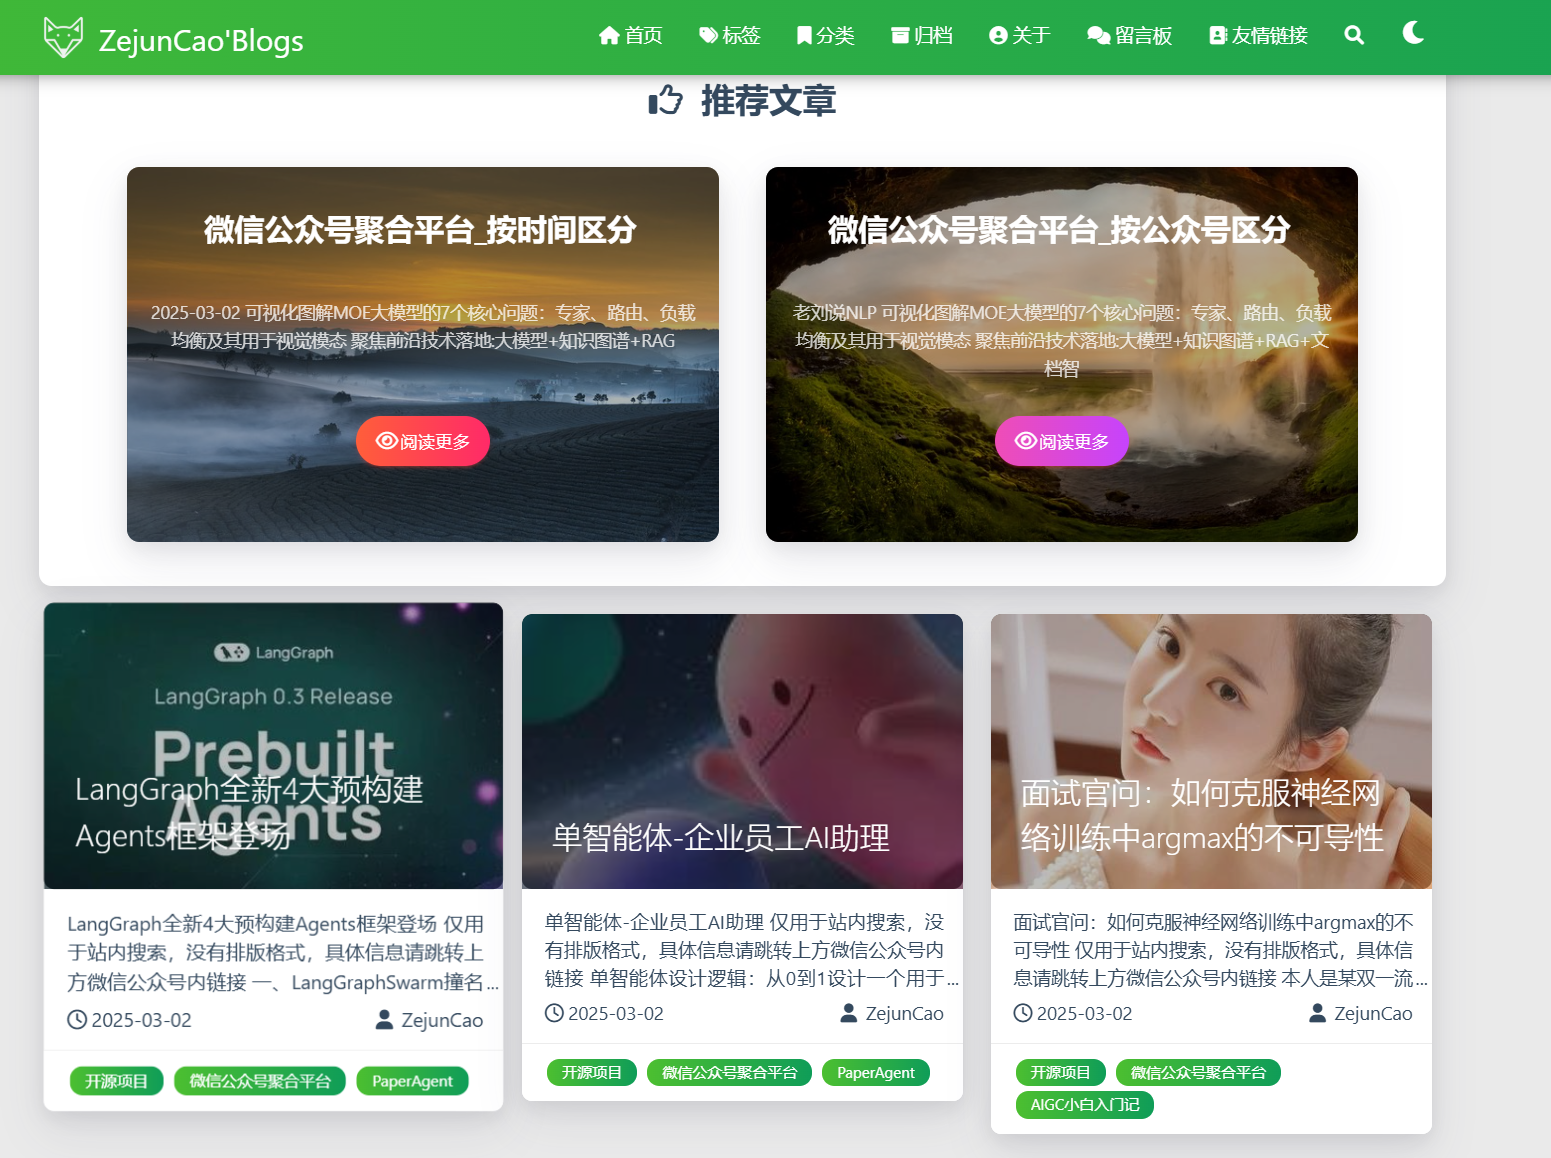 ZejunCao'Blogs
首页 标签 分类 归档 关于 留言板 友情链接
推荐文章
微信公众号聚合平台_按时间区分
2025-03-02 可视化图解MOE大模型的7个核心问题：专家、路由、负载
均衡及其用于视觉模态 聚焦前沿技术落地:大模型+知识图谱+RAG
阅读更多
微信公众号聚合平台_按公众号区分
老刘说NLP 可视化图解MOE大模型的7个核心问题：专家、路由、负载
均衡及其用于视觉模态 聚焦前沿技术落地:大模型+知识图谱+RAG+文
档智
阅读更多
LangGraph
LangGraph 0.3 Release
Prebuilt
Agents
LangGraph全新4大预构建
Agents框架登场
LangGraph全新4大预构建Agents框架登场 仅用
于站内搜索，没有排版格式，具体信息请跳转上
方微信公众号内链接 一、LangGraphSwarm撞名...
2025-03-02 ZejunCao
开源项目 微信公众号聚合平台 PaperAgent
单智能体-企业员工AI助理
单智能体-企业员工AI助理 仅用于站内搜索，没
有排版格式，具体信息请跳转上方微信公众号内
链接 单智能体设计逻辑：从0到1设计一个用于...
2025-03-02 ZejunCao
开源项目 微信公众号聚合平台 PaperAgent
面试官问：如何克服神经网
络训练中argmax的不可导性
面试官问：如何克服神经网络训练中argmax的不
可导性 仅用于站内搜索，没有排版格式，具体信
息请跳转上方微信公众号内链接 本人是某双一流...
2025-03-02 ZejunCao
开源项目 微信公众号聚合平台
AIGC小白入门记